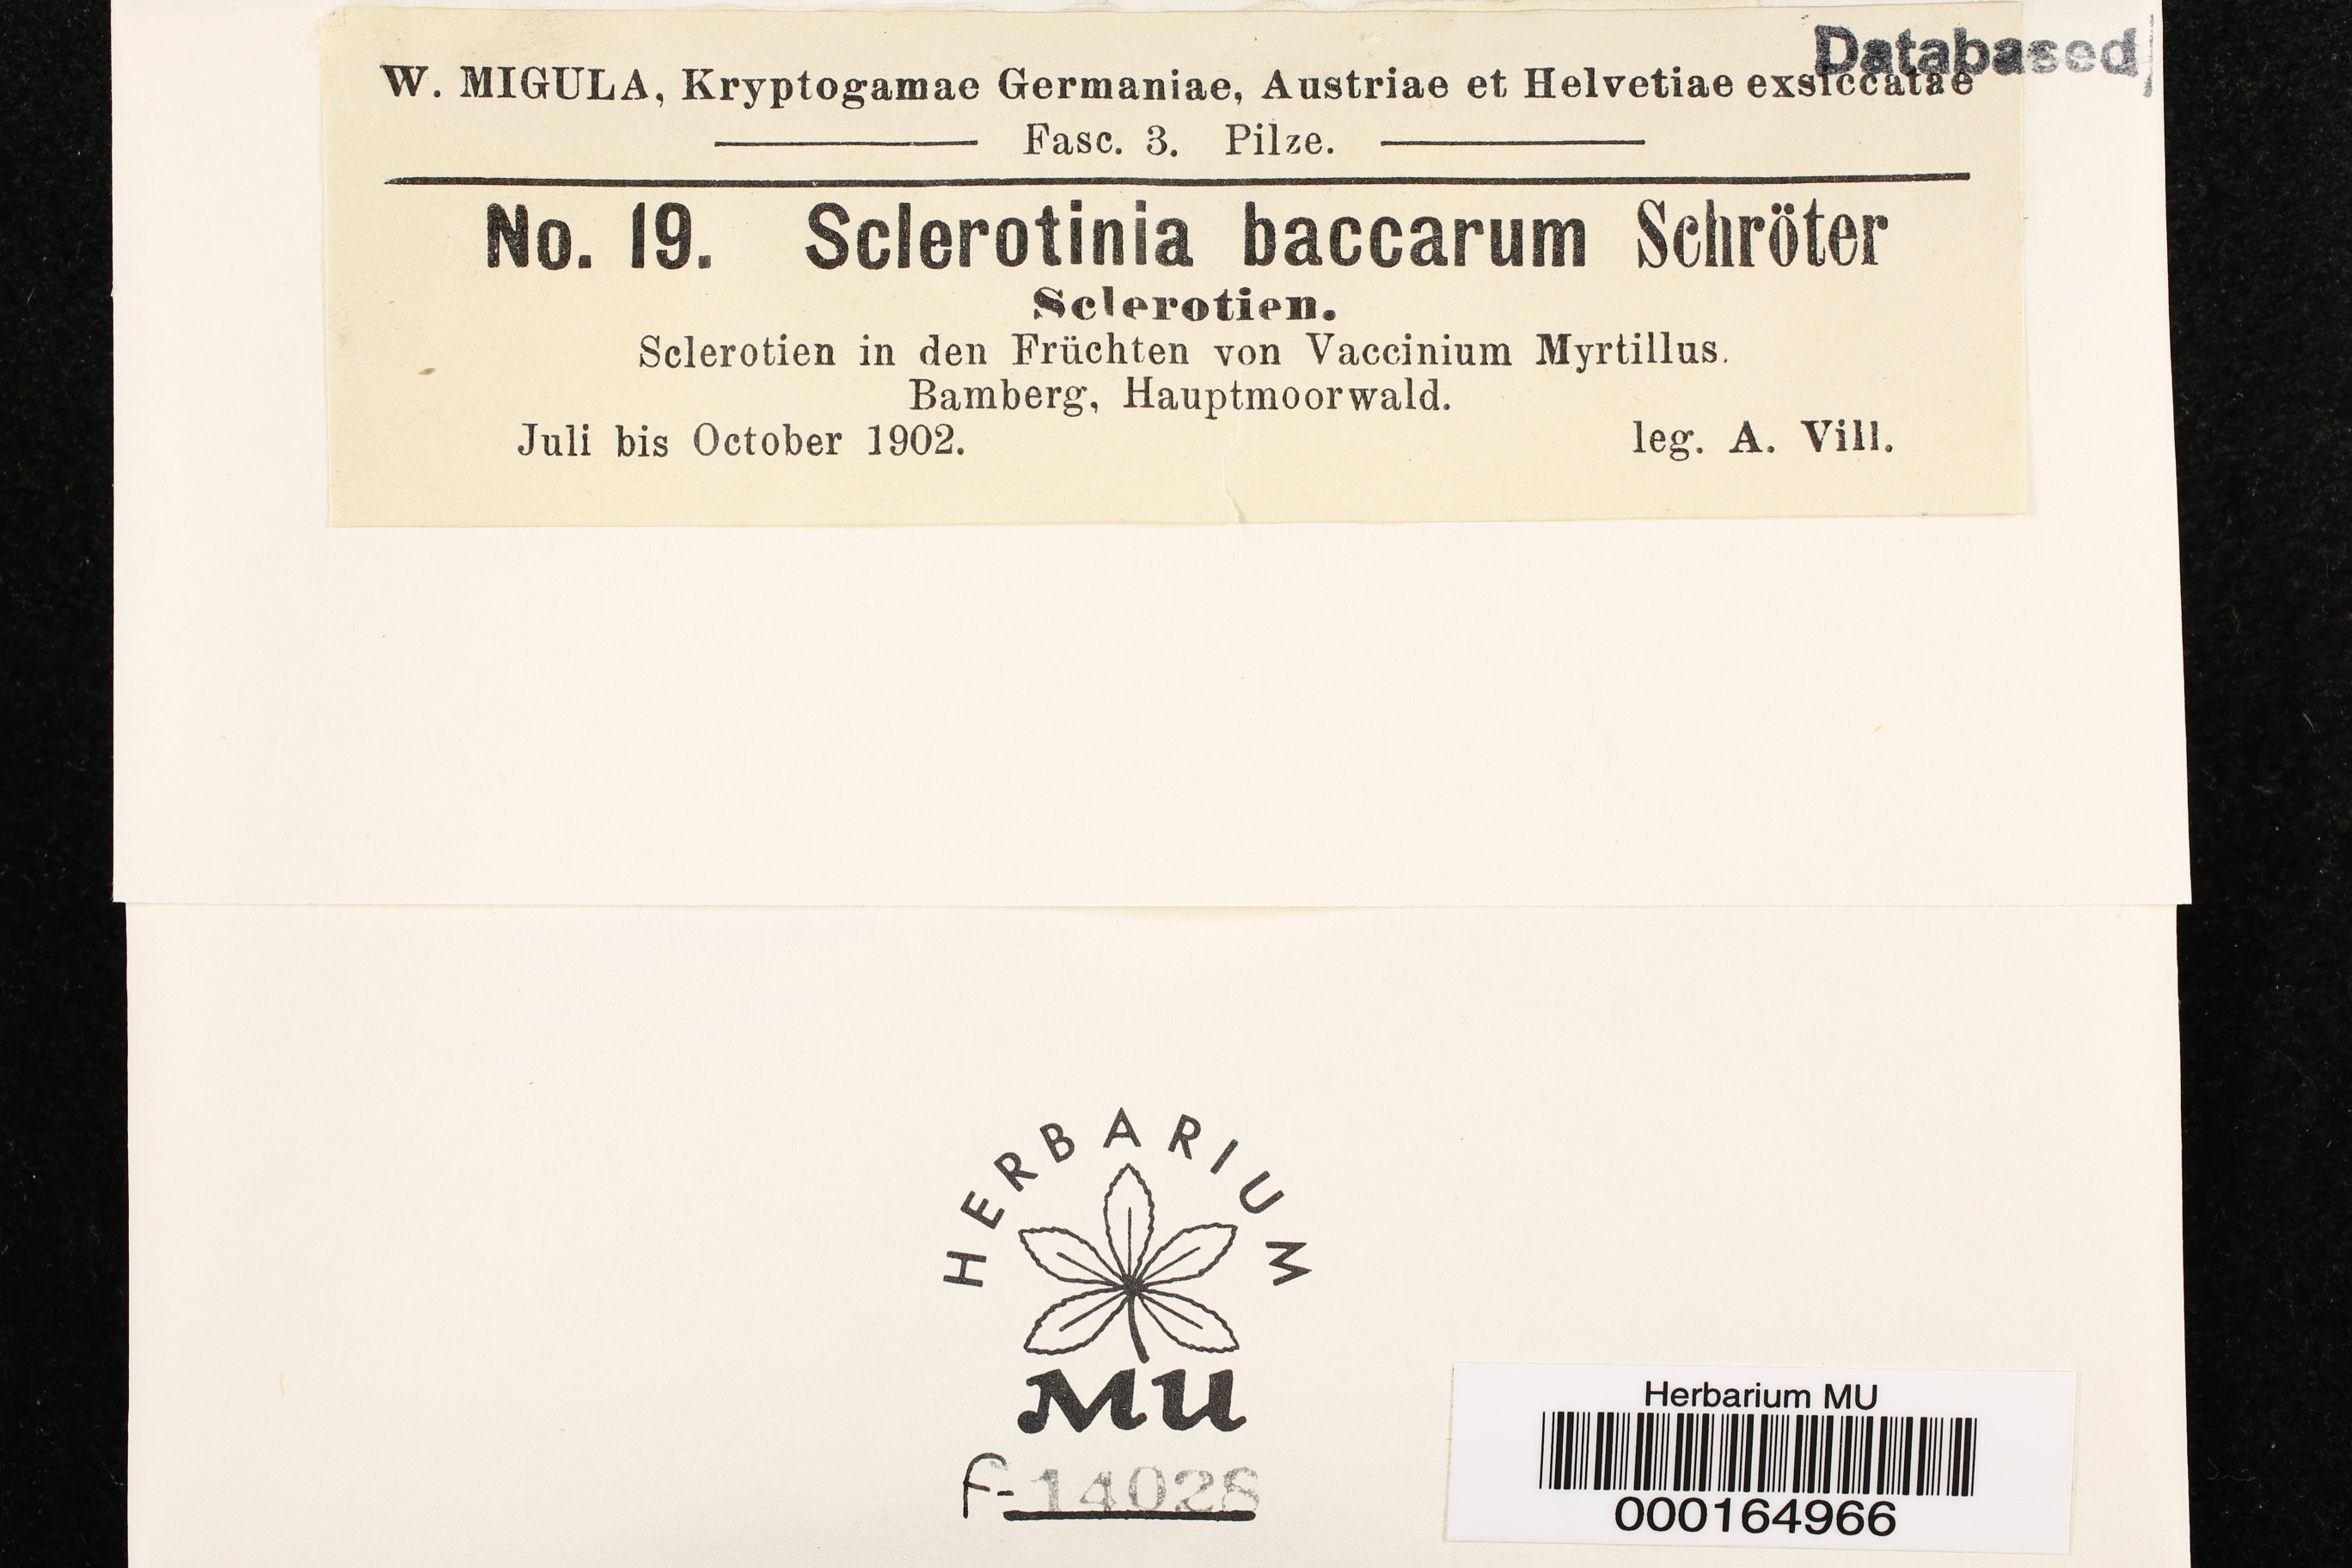 Databased
W. MIGULA, Kryptogamae Germaniae, Austriae et Helvetiae exsiccatae
Fasc. 3. Pilze.
No. 19. Sclerotinia baccarum Schröter
Sclerotien.
Sclerotien in den Früchten von Vaccinium Myrtillus.
Bamberg, Hauptmoorwald.
Juli bis October 1902. leg. A. Vill.
HERBARIUM
MU
F-14028
Herbarium MU
000164966